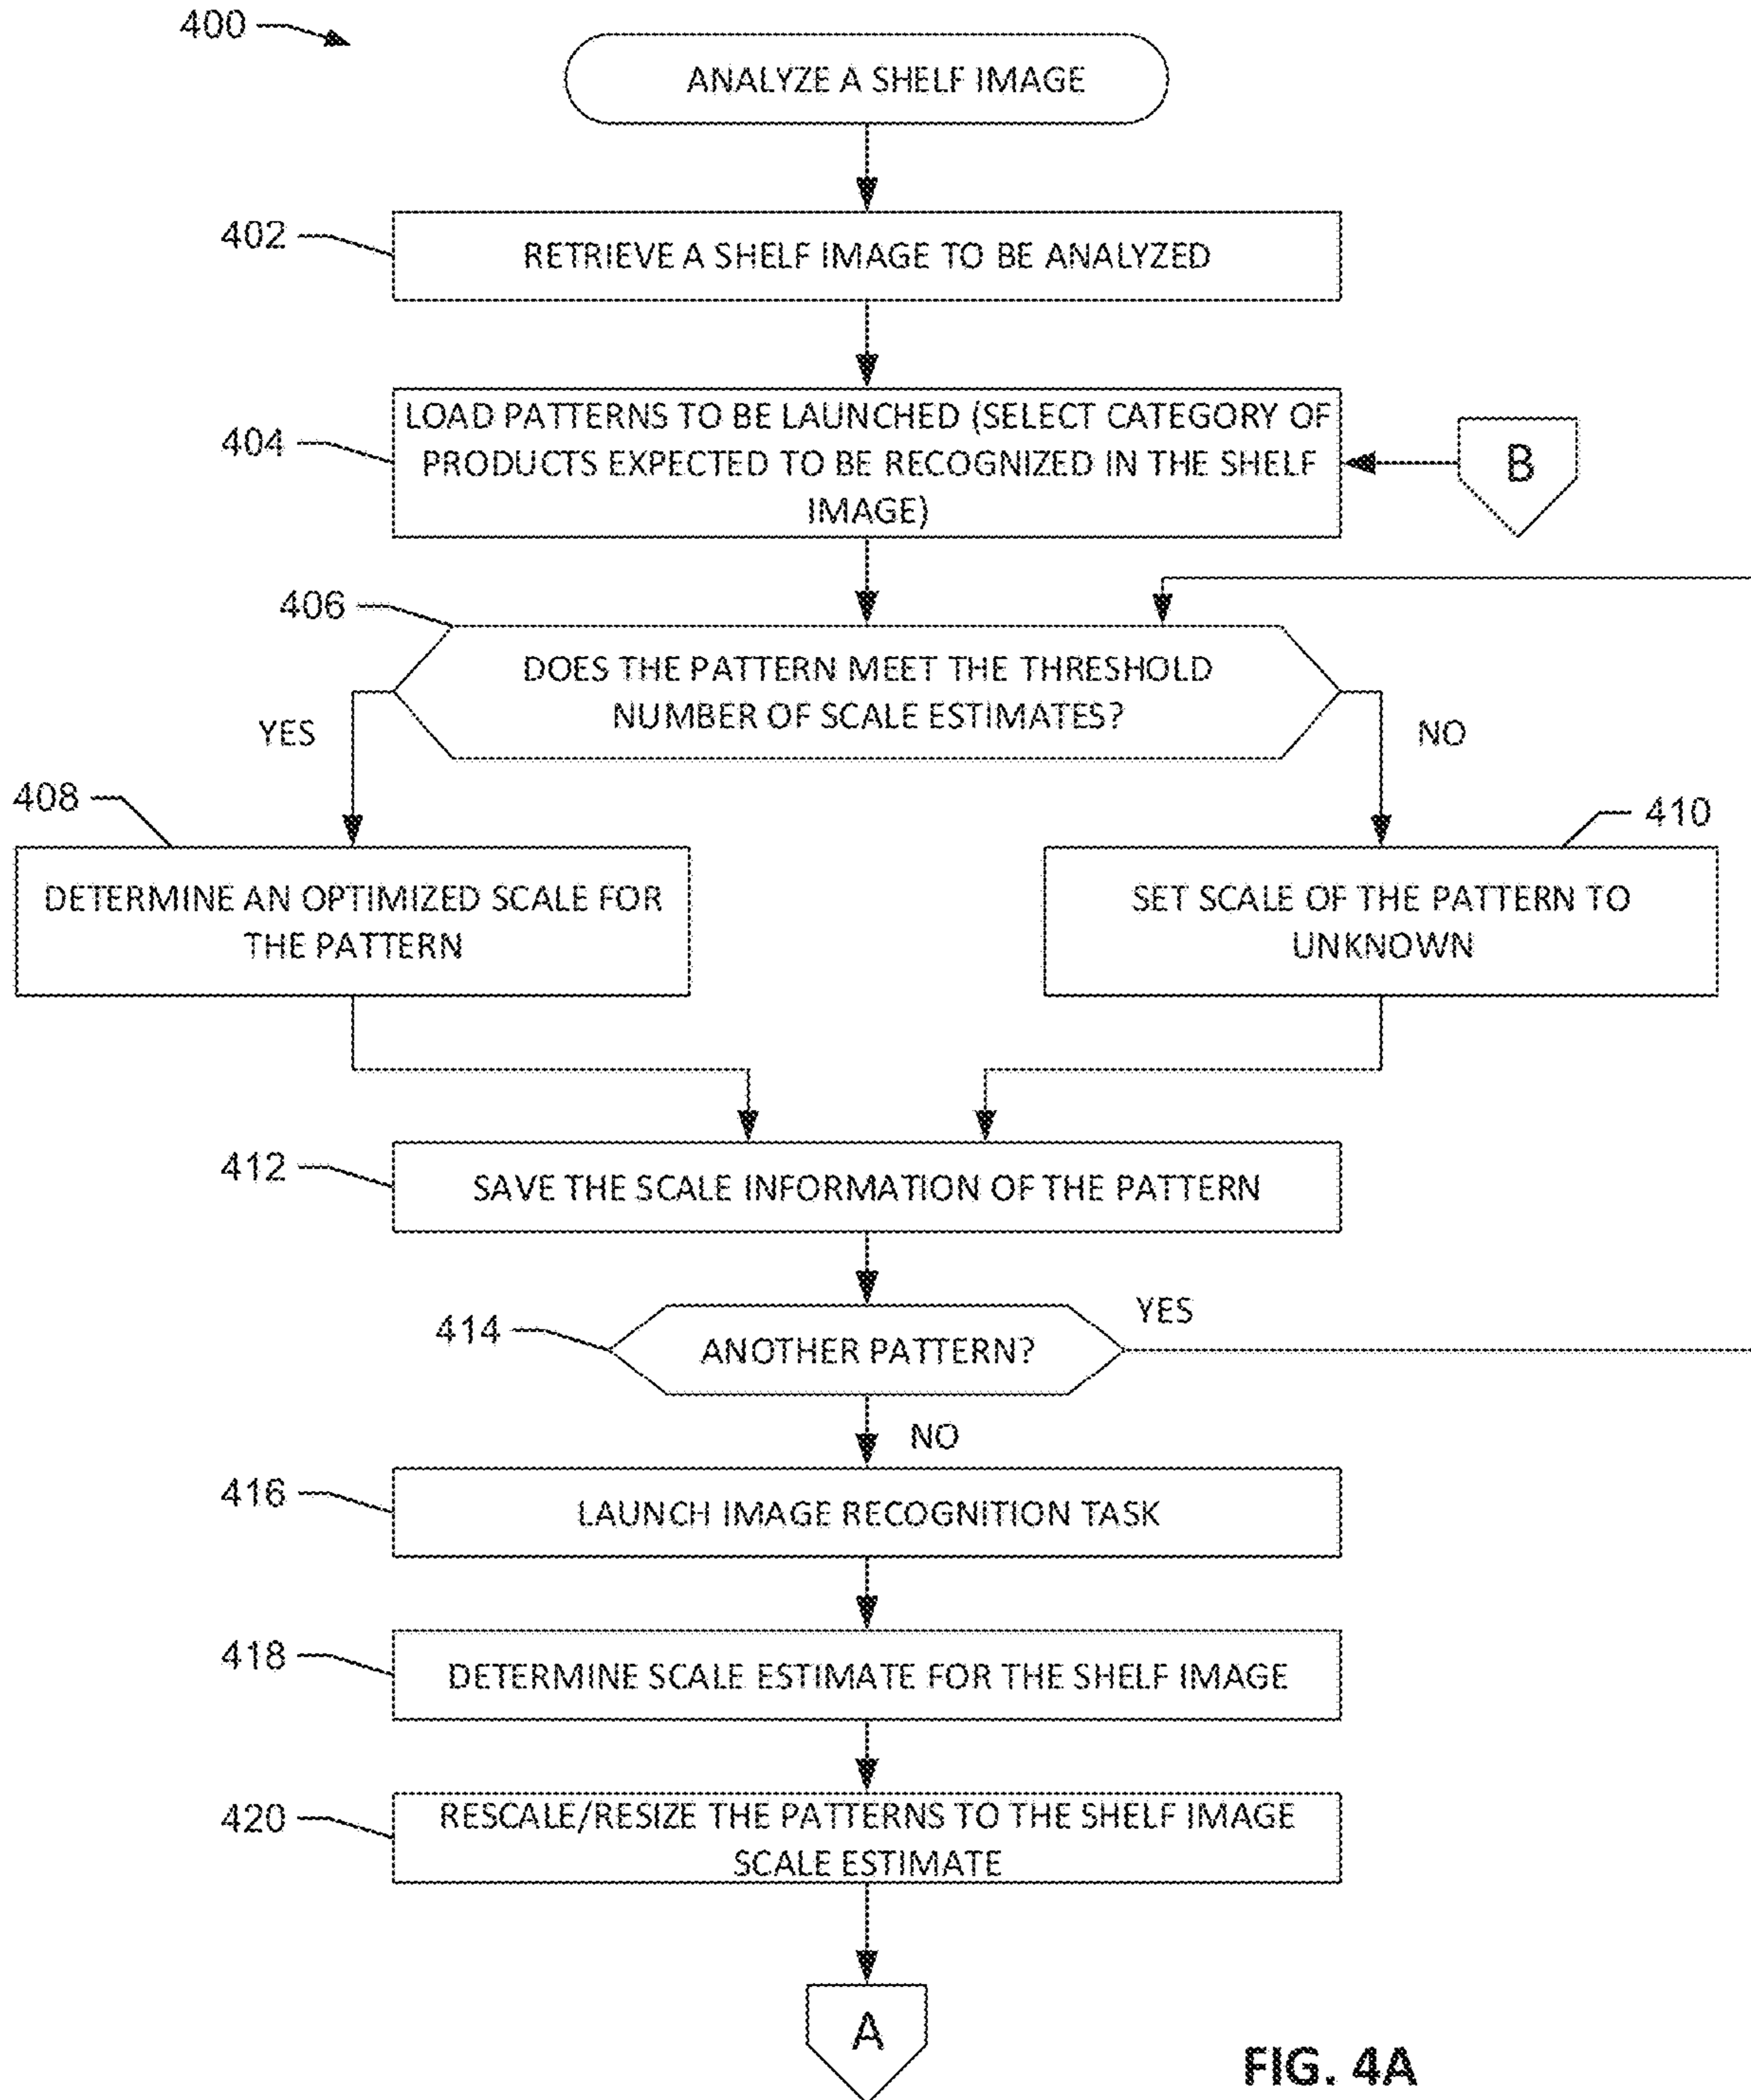 400
ANALYZE A SHELF IMAGE
402
RETRIEVE A SHELF IMAGE TO BE ANALYZED
404
LOAD PATTERNS TO BE LAUNCHED (SELECT CATEGORY OF
PRODUCTS EXPECTED TO BE RECOGNIZED IN THE SHELF
IMAGE)
B
406
DOES THE PATTERN MEET THE THRESHOLD
NUMBER OF SCALE ESTIMATES?
YES
NO
408
410
DETERMINE AN OPTIMIZED SCALE FOR
THE PATTERN
SET SCALE OF THE PATTERN TO
UNKNOWN
412
SAVE THE SCALE INFORMATION OF THE PATTERN
414
ANOTHER PATTERN?
YES
NO
416
LAUNCH IMAGE RECOGNITION TASK
418
DETERMINE SCALE ESTIMATE FOR THE SHELF IMAGE
420
RESCALE/RESIZE THE PATTERNS TO THE SHELF IMAGE
SCALE ESTIMATE
A
FIG. 4A